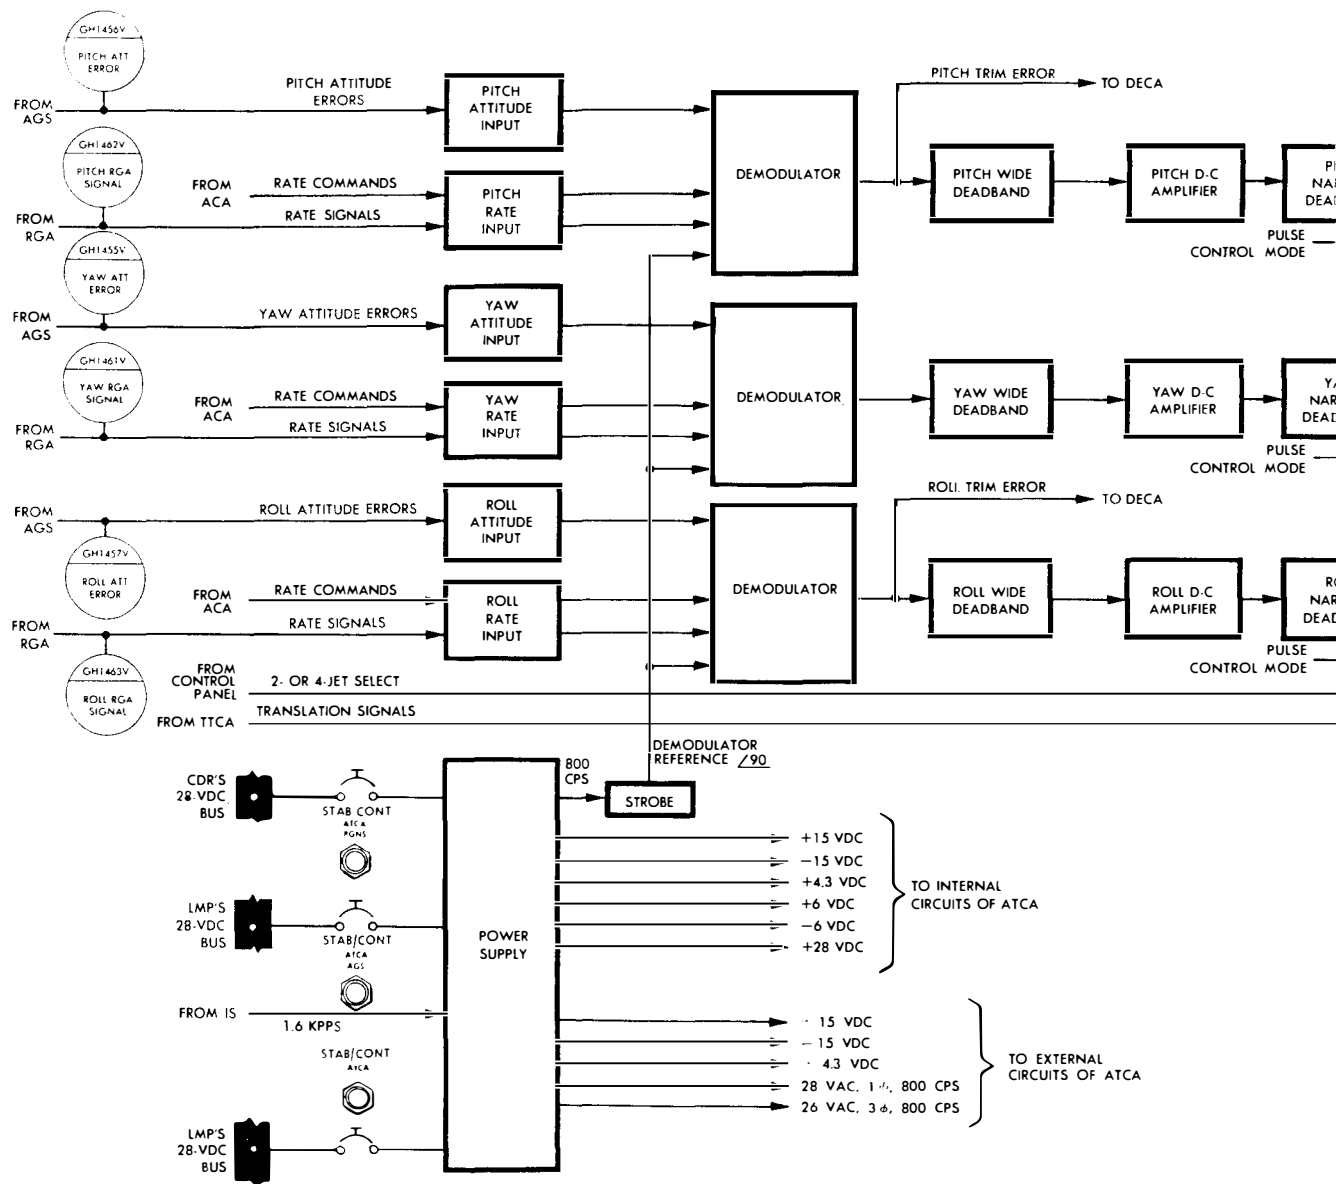 GH1456V
PITCH ATT
ERROR
PITCH TRIM ERROR
TO DECA
PITCH ATTITUDE
ERRORS
FROM
AGS
PITCH
ATTITUDE
INPUT
GH1462V
PITCH RGA
SIGNAL
FROM
ACA
RATE COMMANDS
RATE SIGNALS
PITCH
RATE
INPUT
DEMODULATOR
PITCH WIDE
DEADBAND
PITCH D-C
AMPLIFIER
FROM
RGA
PULSE
CONTROL MODE
GH1455V
YAW ATT
ERROR
FROM
AGS
YAW ATTITUDE ERRORS
YAW
ATTITUDE
INPUT
GH1461V
YAW RGA
SIGNAL
FROM
ACA
RATE COMMANDS
RATE SIGNALS
YAW
RATE
INPUT
DEMODULATOR
YAW WIDE
DEADBAND
YAW D-C
AMPLIFIER
FROM
RGA
PULSE
CONTROL MODE
ROLL TRIM ERROR
TO DECA
FROM
AGS
ROLL ATTITUDE ERRORS
ROLL
ATTITUDE
INPUT
GH1457V
ROLL ATT
ERROR
FROM
ACA
RATE COMMANDS
RATE SIGNALS
ROLL
RATE
INPUT
DEMODULATOR
ROLL WIDE
DEADBAND
ROLL D-C
AMPLIFIER
FROM
RGA
PULSE
CONTROL MODE
GH1463V
ROLL RGA
SIGNAL
FROM
CONTROL
PANEL
2- OR 4-JET SELECT
FROM TTCA
TRANSLATION SIGNALS
DEMODULATOR
REFERENCE /90
800
CPS
STROBE
CDR'S
28-VDC
BUS
STAB CONT
ATCA
PGNS
+15 VDC
−15 VDC
+4.3 VDC
+6 VDC
−6 VDC
+28 VDC
TO INTERNAL
CIRCUITS OF ATCA
LMP'S
28-VDC
BUS
STAB/CONT
ATCA
AGS
POWER
SUPPLY
FROM IS
1.6 KPPS
STAB/CONT
ATCA
15 VDC
−15 VDC
4.3 VDC
28 VAC, 1ϕ, 800 CPS
26 VAC, 3ϕ, 800 CPS
TO EXTERNAL
CIRCUITS OF ATCA
LMP'S
28-VDC
BUS